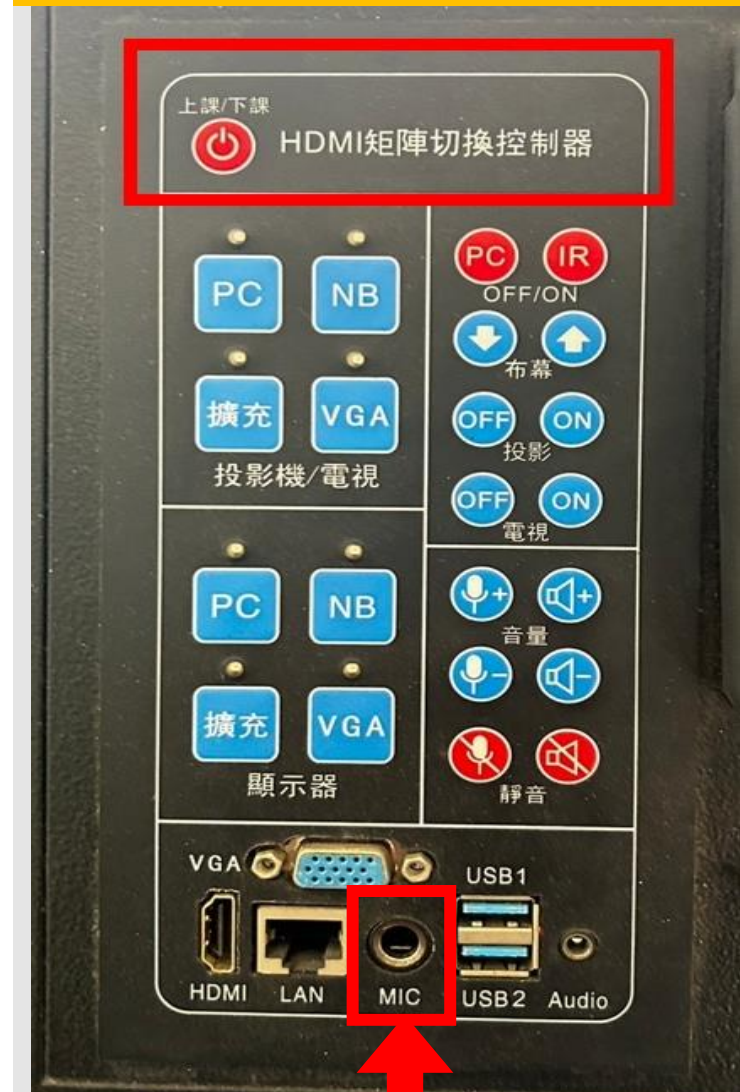 上課/下課
HDMI矩陣切換控制器
PC NB
擴充 VGA
投影機/電視
PC IR
OFF/ON
布幕
OFF ON
投影
OFF ON
電視
PC NB
擴充 VGA
顯示器
音量
靜音
VGA USB1
HDMI LAN MIC USB2 Audio